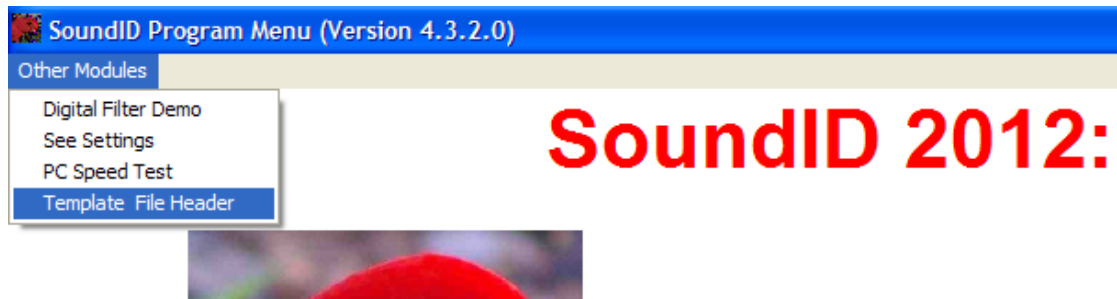 SoundID Program Menu (Version 4.3.2.0)
Other Modules
Digital Filter Demo
See Settings
PC Speed Test
Template  File Header
SoundID 2012: